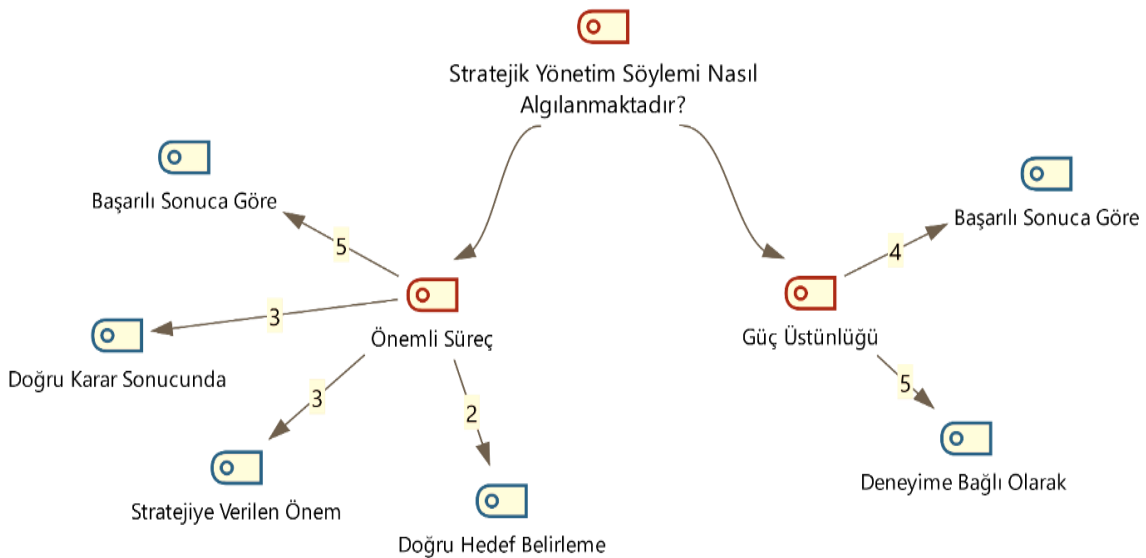 Stratejik Yönetim Söylemi Nasıl
Algılanmaktadır?
Başarılı Sonuca Göre
Başarılı Sonuca Göre
5
4
3
Önemli Süreç
Güç Üstünlüğü
Doğru Karar Sonucunda
3
2
5
Stratejiye Verilen Önem
Deneyime Bağlı Olarak
Doğru Hedef Belirleme